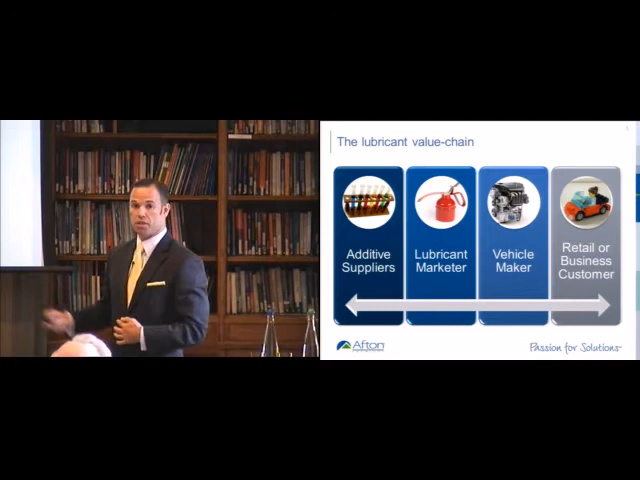 The lubricant value-chain
Additive
Suppliers
Lubricant
Marketer
Vehicle
Maker
Retail or
Business
Customer
Afton
Passion for Solutions